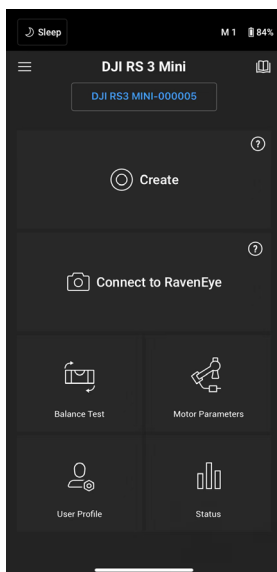 Sleep
M 1 84%
DJI RS 3 Mini
DJI RS3 MINI-000005
?
Create
?
Connect to RavenEye
Balance Test
Motor Parameters
User Profile
Status